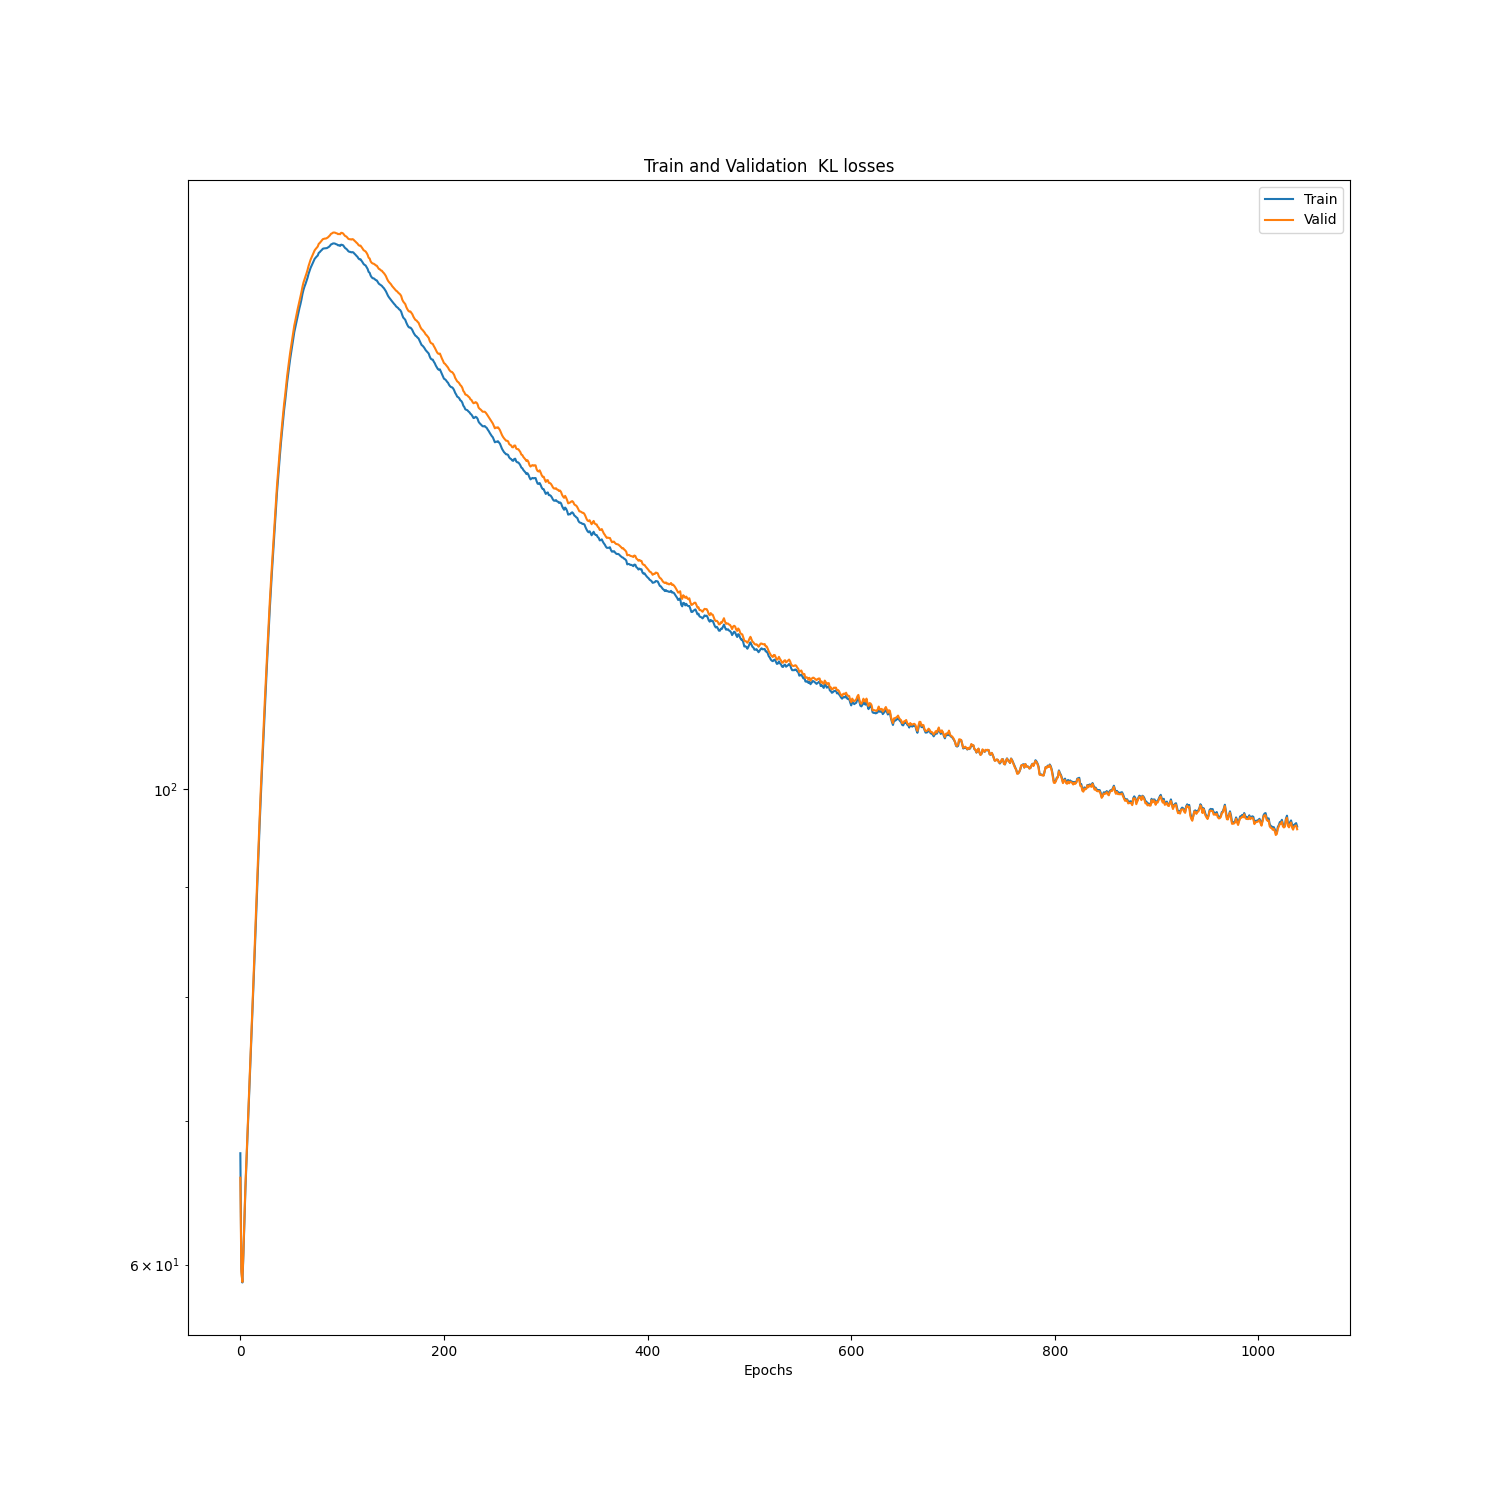 Train and Validation  KL losses
Train
Valid
10²
6 × 10¹
0 200 400 600 800 1000
Epochs